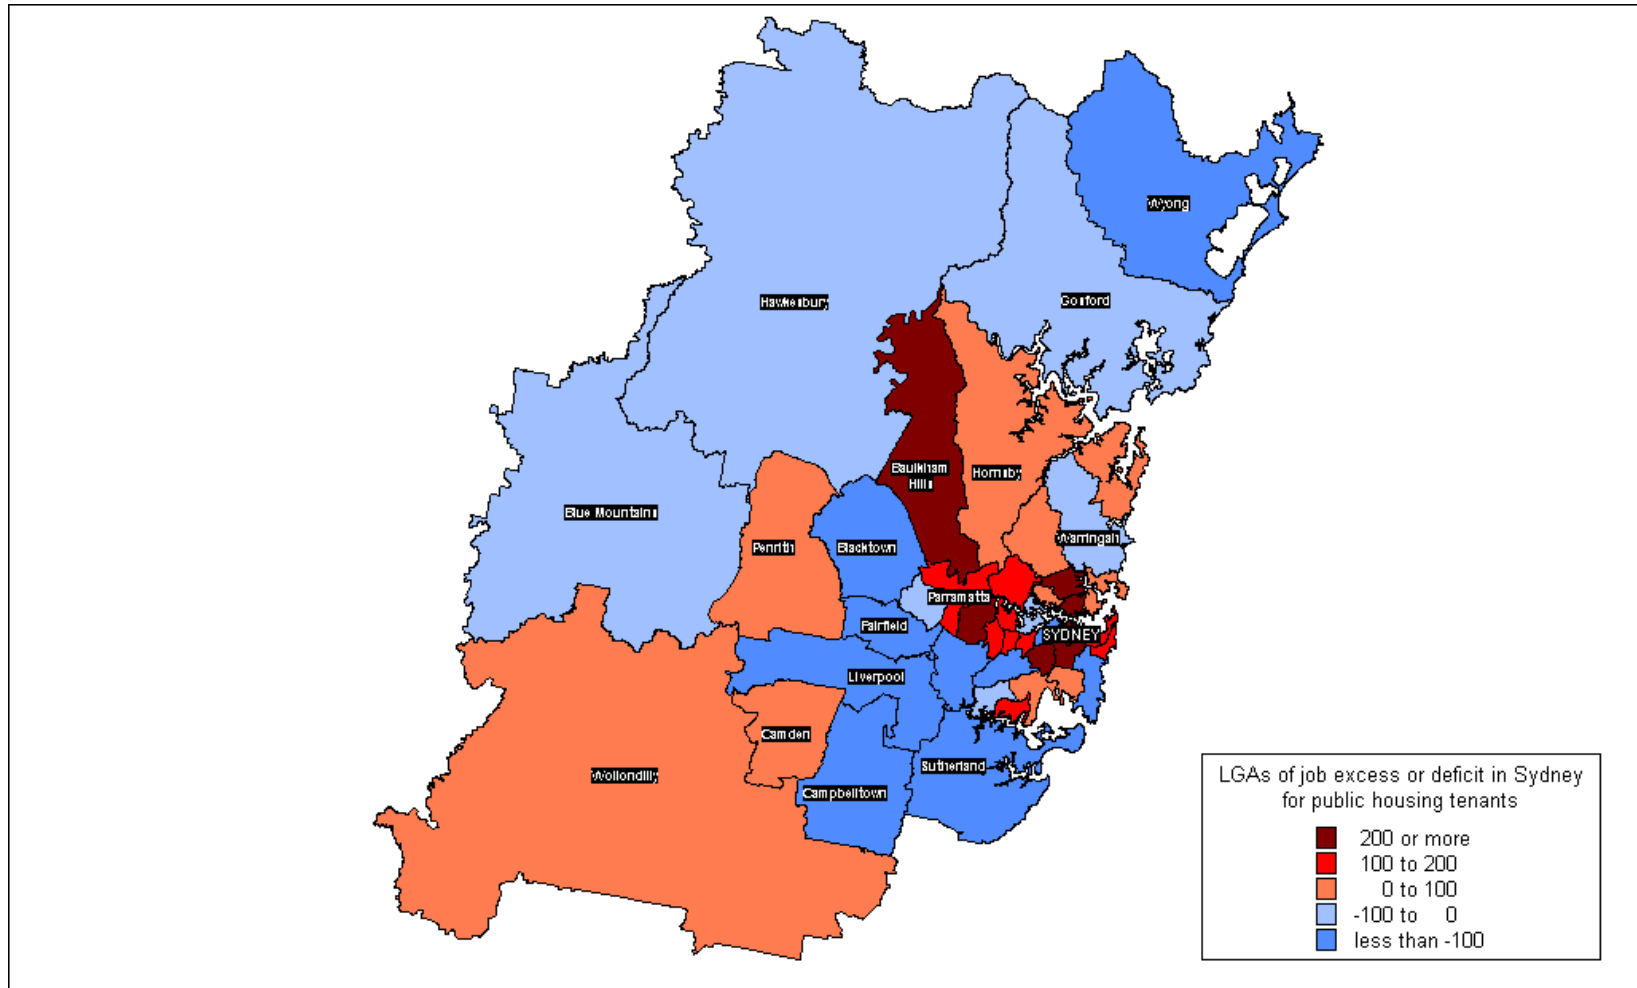 Wyong
Hawkesbury
Gosford
Baulkham
Hills
Hornsby
Blue Mountains
Warringah
Penrith
Blacktown
Parramatta
Fairfield
SYDNEY
Liverpool
Camden
Sutherland
Wollondilly
Campbelltown
LGAs of job excess or deficit in Sydney
for public housing tenants
200 or more
100 to 200
0 to 100
-100 to 0
less than -100